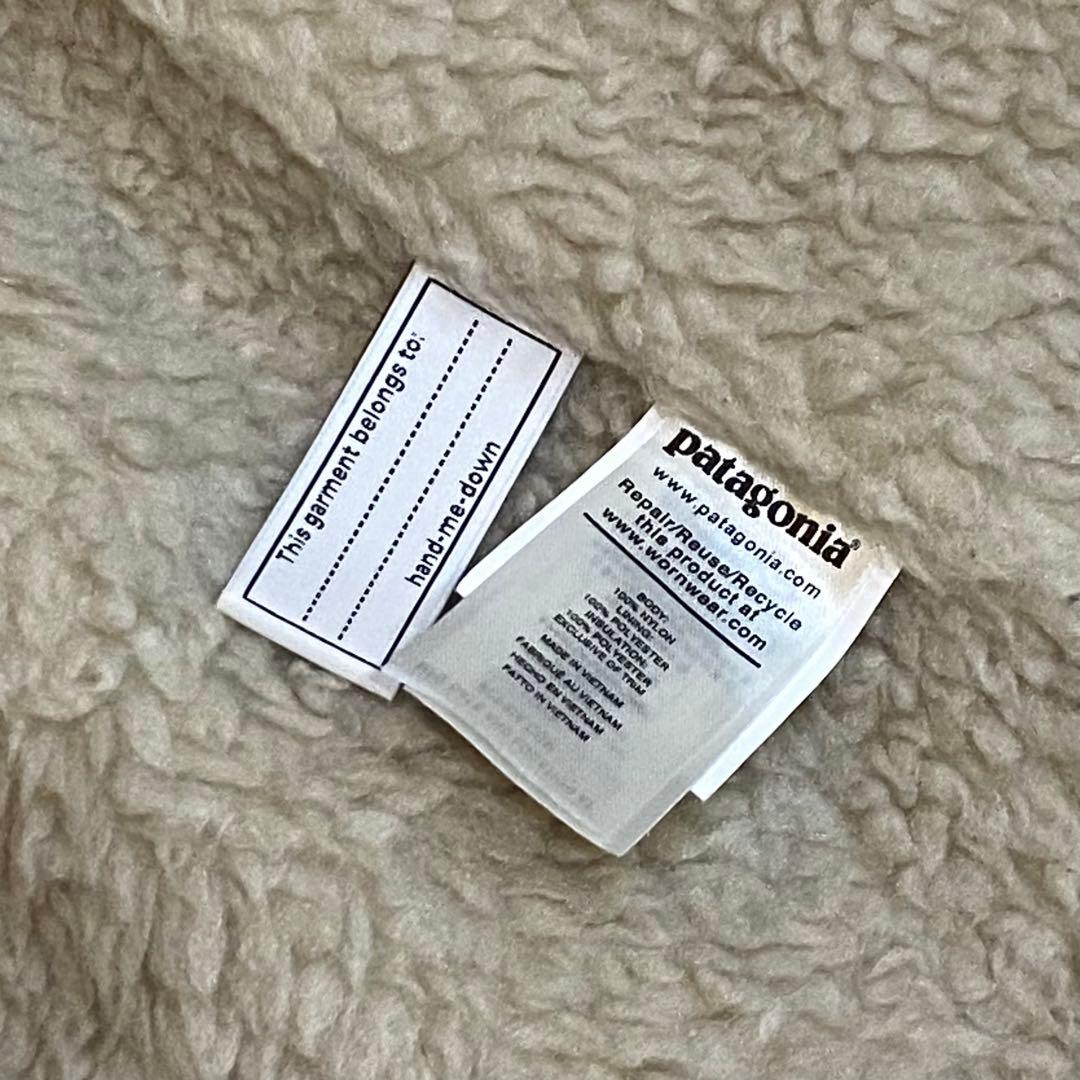 This garment belongs to:
hand-me-down
patagonia®
www.patagonia.com
Repair/Reuse/Recycle
this product at
www.wornwear.com
BODY:
100% NYLON
LINING:
100% POLYESTER
INSULATION:
100% POLYESTER
EXCLUSIVE OF TRIM
MADE IN VIETNAM
FABRIQUÉ AU VIETNAM
HECHO EN VIETNAM
FATTO IN VIETNAM